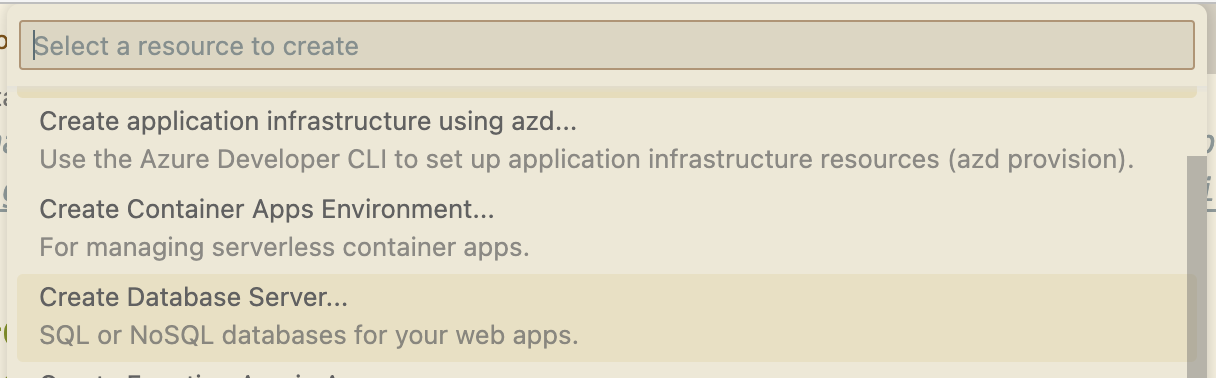 Select a resource to create
Create application infrastructure using azd...
Use the Azure Developer CLI to set up application infrastructure resources (azd provision).
Create Container Apps Environment...
For managing serverless container apps.
Create Database Server...
SQL or NoSQL databases for your web apps.